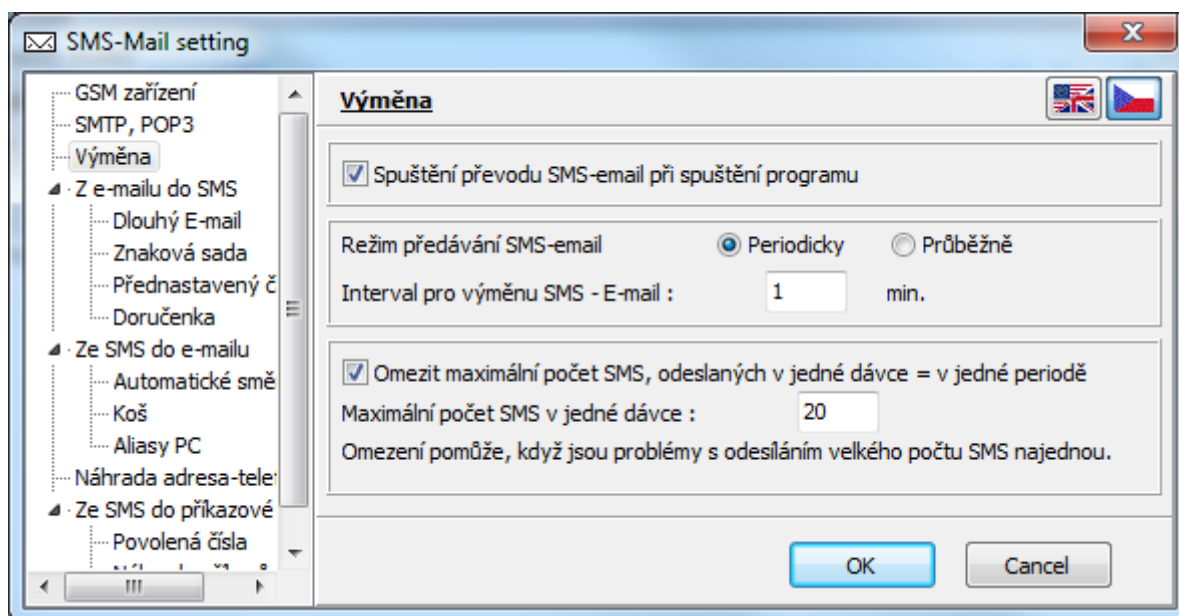 SMS-Mail setting
GSM zařízení
SMTP, POP3
Výměna
Z e-mailu do SMS
Dlouhý E-mail
Znaková sada
Přednastavený č
Doručenka
Ze SMS do e-mailu
Automatické smě
Koš
Aliasy PC
Náhrada adresa-tele
Ze SMS do příkazové
Povolená čísla
Výměna
Spuštění převodu SMS-email při spuštění programu
Režim předávání SMS-email Periodicky Průběžně
Interval pro výměnu SMS - E-mail : 1 min.
Omezit maximální počet SMS, odeslaných v jedné dávce = v jedné periodě
Maximální počet SMS v jedné dávce : 20
Omezení pomůže, když jsou problémy s odesíláním velkého počtu SMS najednou.
OK Cancel